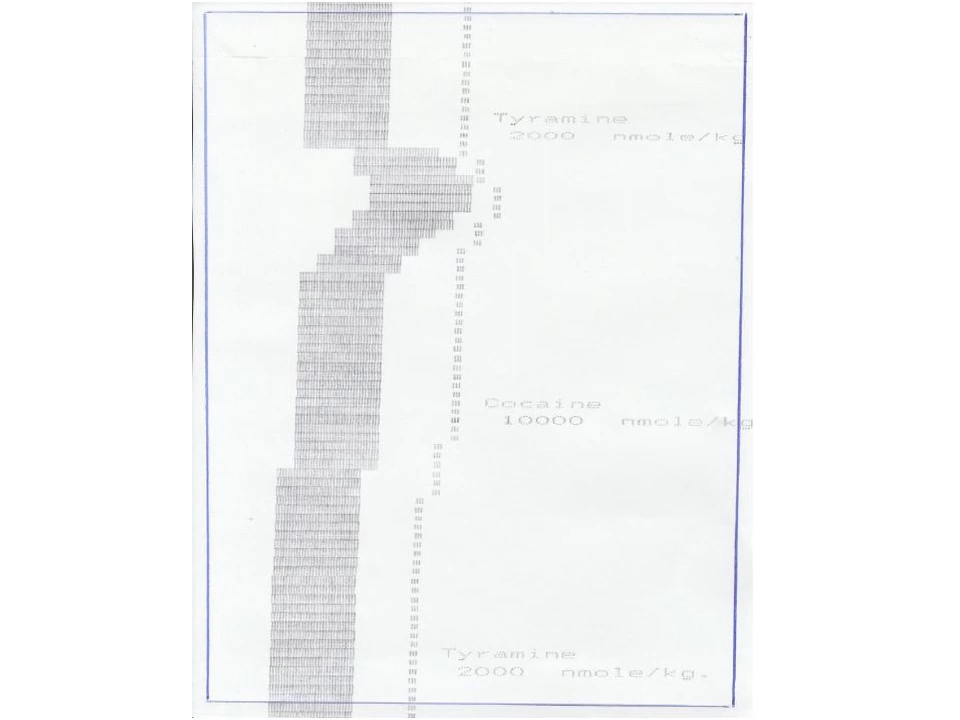 Tyramine
2000 nmole/kg
Cocaine
10000 nmole/kg
Tyramine
2000 nmole/kg.